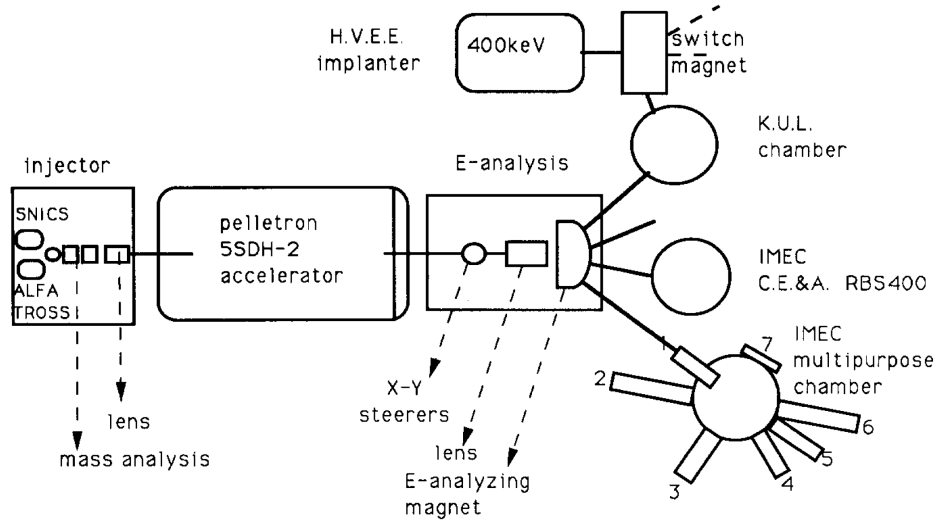 H.V.E.E.
implanter
400keV
switch
magnet
K.U.L.
chamber
injector
E-analysis
SNICS
ALFA
TROSS
pelletron
5SDH-2
accelerator
IMEC
C.E.&A. RBS400
IMEC
multipurpose
chamber
1
7
2
6
5
4
3
X-Y
steerers
lens
mass analysis
lens
E-analyzing
magnet